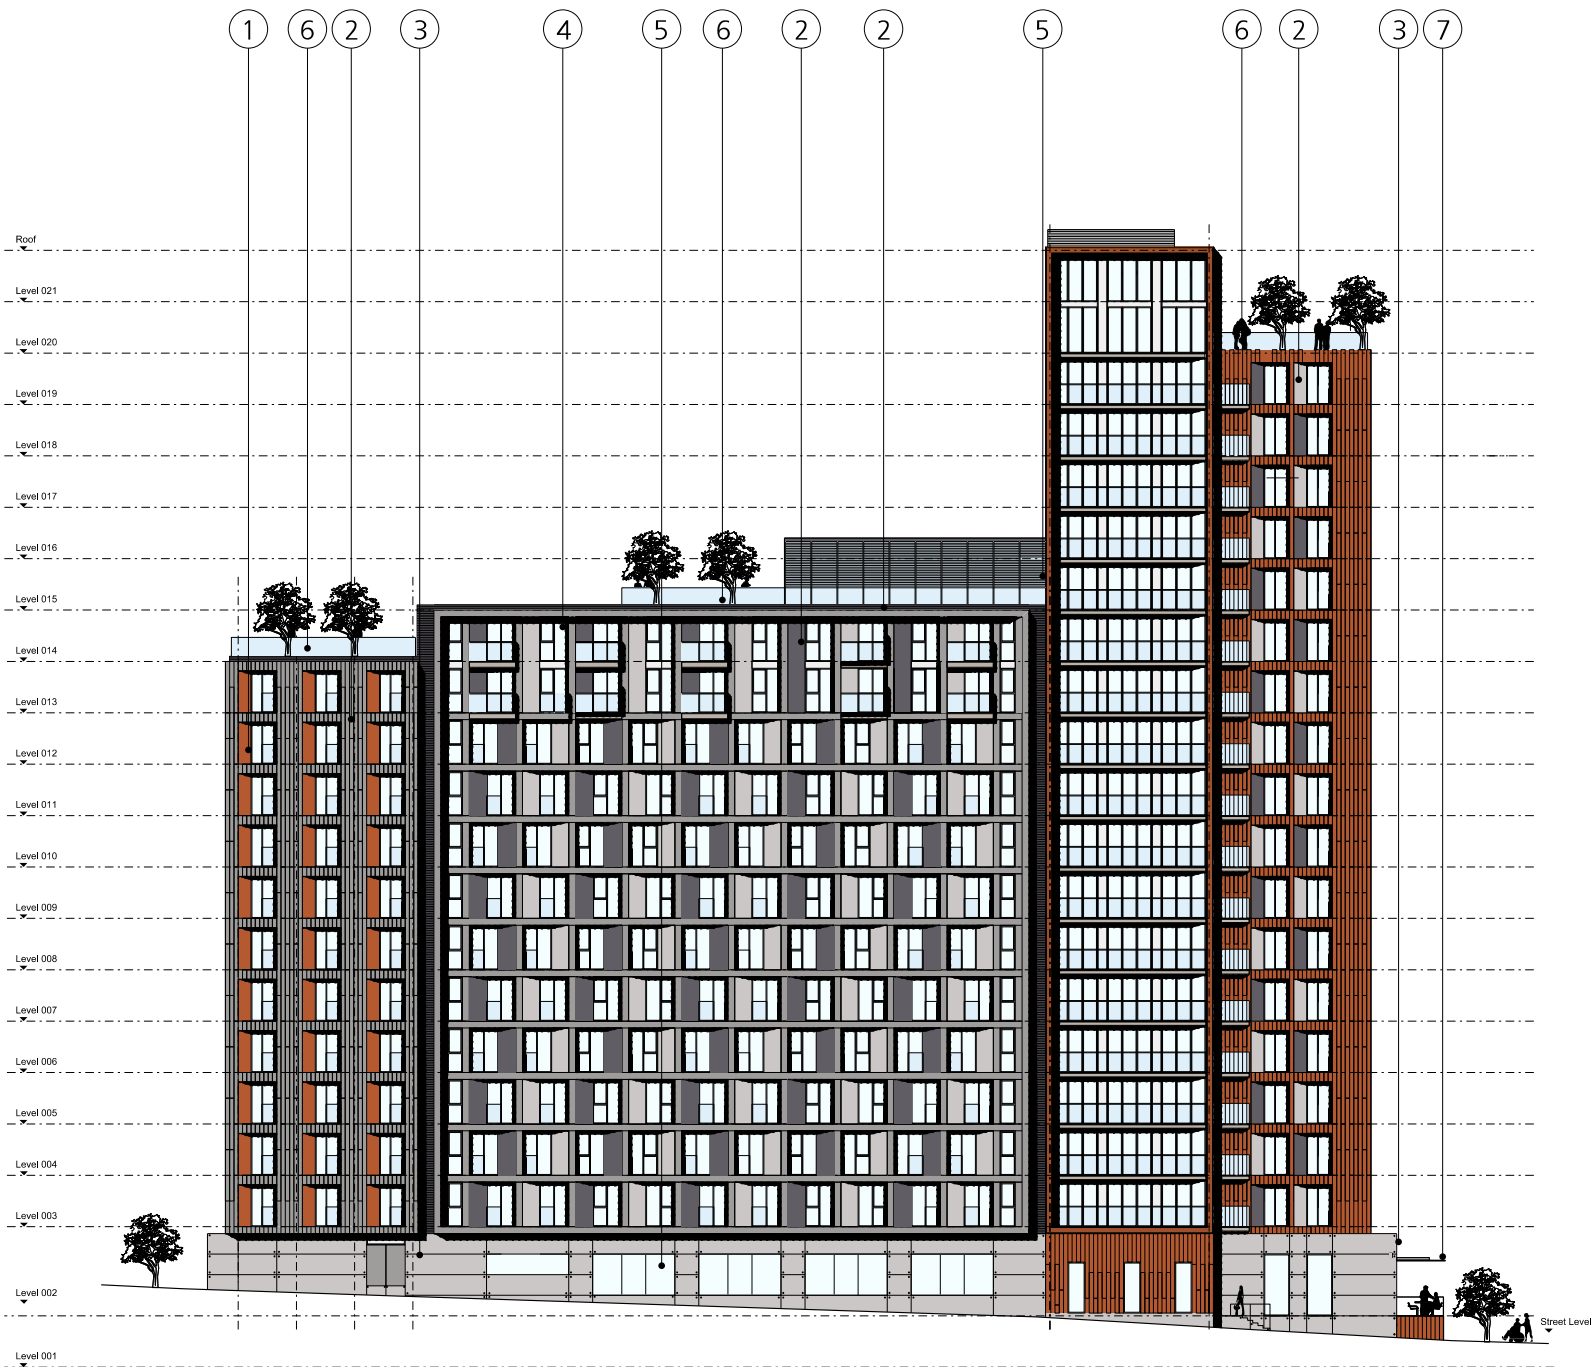 1 6 2 3 4 5 6 2 2 5 6 2 3 7
Roof
Level 021
Level 020
Level 019
Level 018
Level 017
Level 016
Level 015
Level 014
Level 013
Level 012
Level 011
Level 010
Level 009
Level 008
Level 007
Level 006
Level 005
Level 004
Level 003
Level 002
Street Level
Level 001